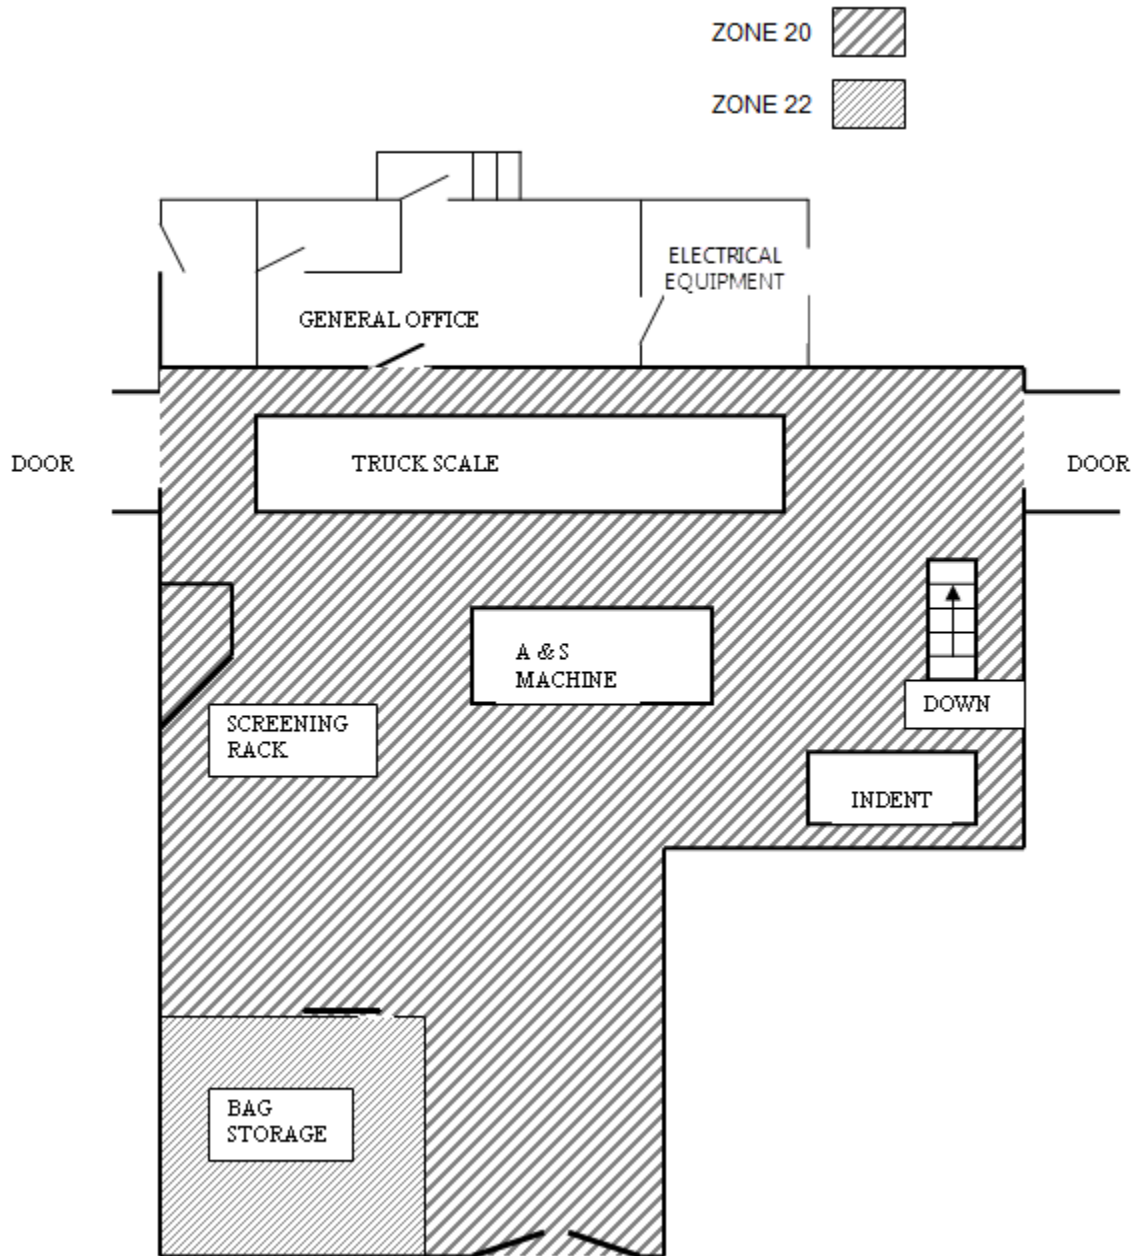 ZONE 20
ZONE 22
ELECTRICAL
EQUIPMENT
GENERAL OFFICE
DOOR
TRUCK SCALE
DOOR
A & S
MACHINE
DOWN
SCREENING
RACK
INDENT
BAG
STORAGE